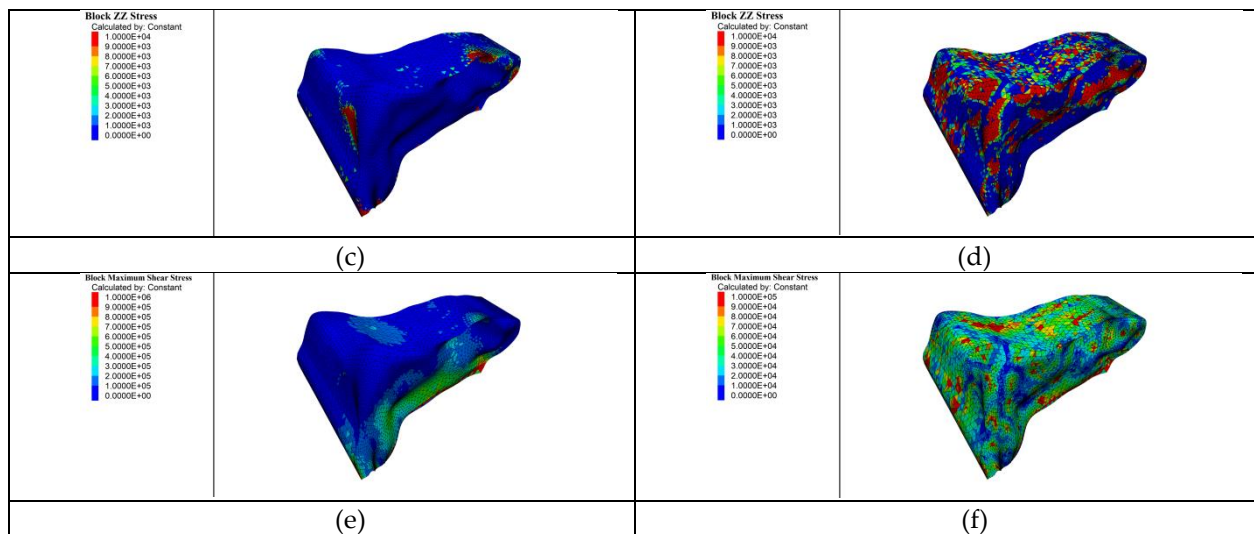 Block ZZ Stress
Calculated by: Constant
1.0000E+04
9.0000E+03
8.0000E+03
7.0000E+03
6.0000E+03
5.0000E+03
4.0000E+03
3.0000E+03
2.0000E+03
1.0000E+03
0.0000E+00
Block ZZ Stress
Calculated by: Constant
1.0000E+04
9.0000E+03
8.0000E+03
7.0000E+03
6.0000E+03
5.0000E+03
4.0000E+03
3.0000E+03
2.0000E+03
1.0000E+03
0.0000E+00
(c)
(d)
Block Maximum Shear Stress
Calculated by: Constant
1.0000E+06
9.0000E+05
8.0000E+05
7.0000E+05
6.0000E+05
5.0000E+05
4.0000E+05
3.0000E+05
2.0000E+05
1.0000E+05
0.0000E+00
Block Maximum Shear Stress
Calculated by: Constant
1.0000E+05
9.0000E+04
8.0000E+04
7.0000E+04
6.0000E+04
5.0000E+04
4.0000E+04
3.0000E+04
2.0000E+04
1.0000E+04
0.0000E+00
(e)
(f)